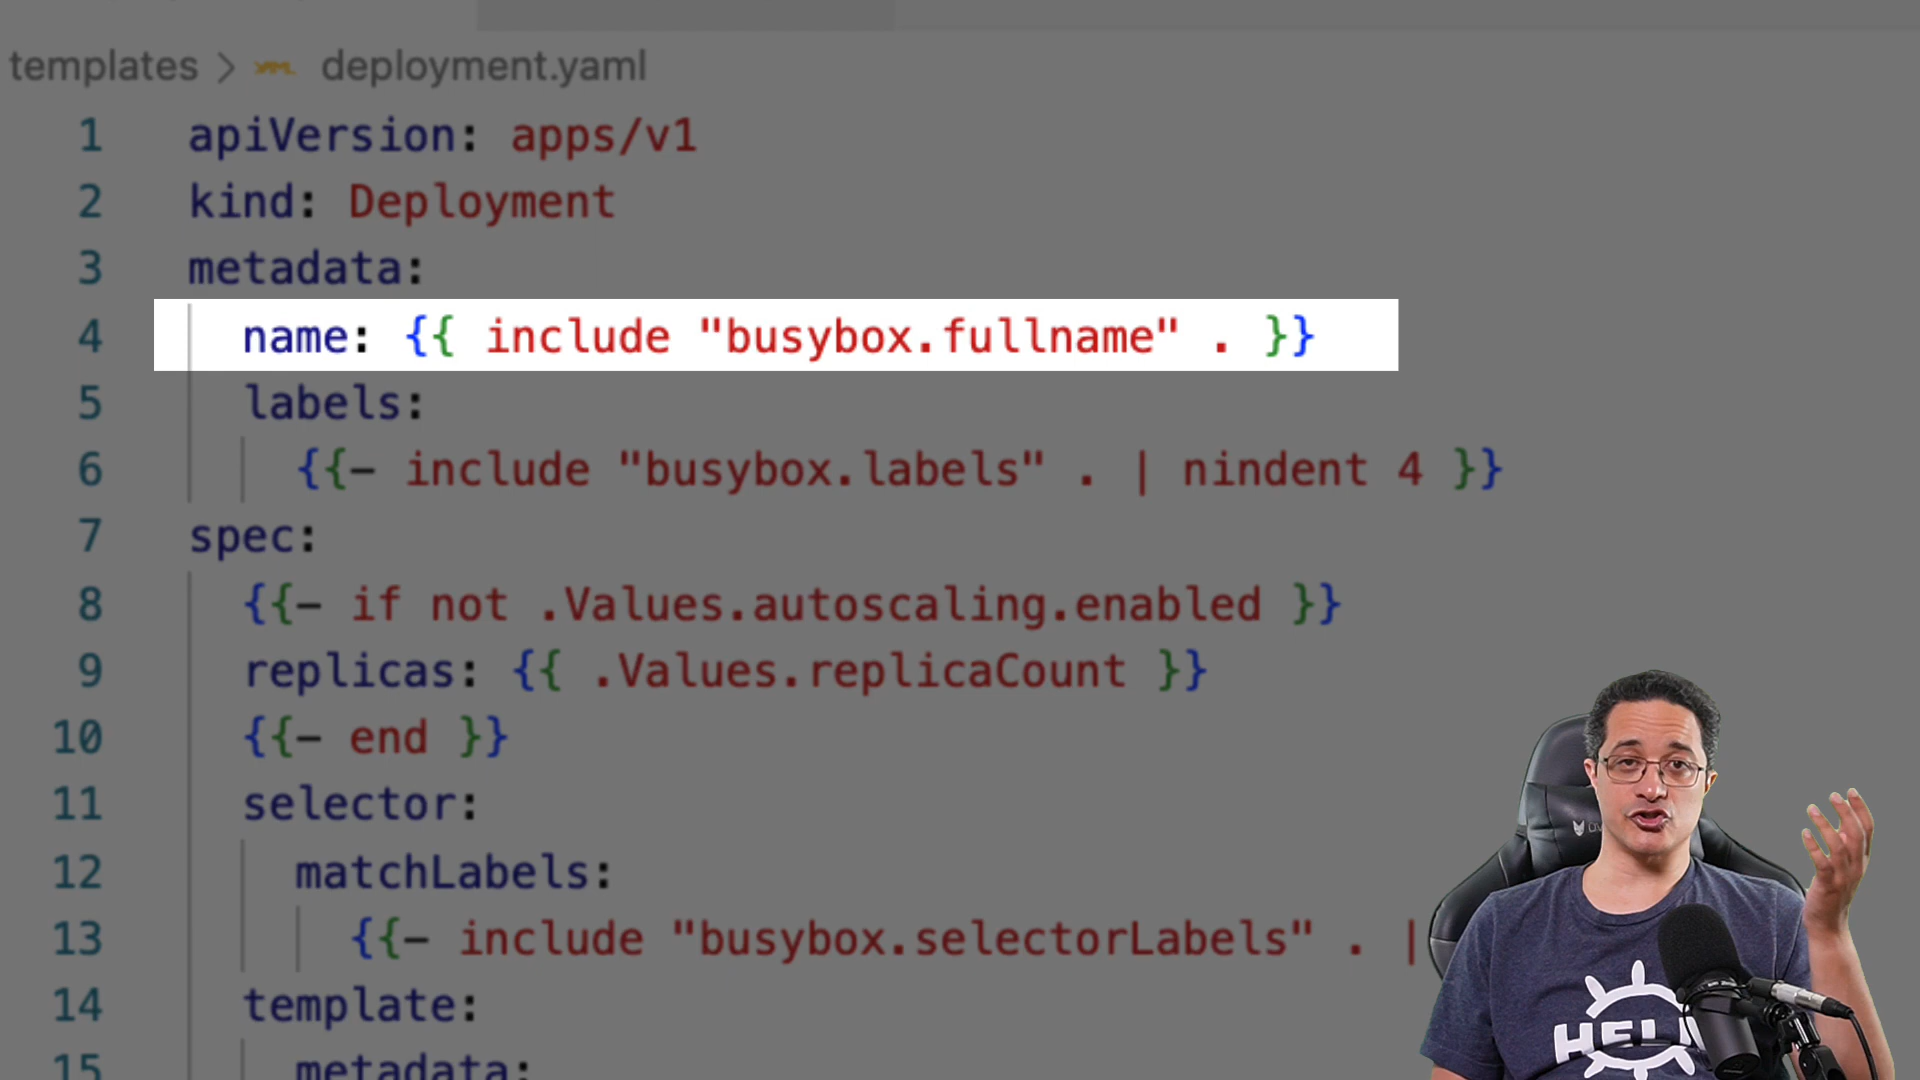 templates > YAML deployment.yaml
1 apiVersion: apps/v1
2 kind: Deployment
3 metadata:
4 name: {{ include "busybox.fullname" . }}
5 labels:
6 {{- include "busybox.labels" . | nindent 4 }}
7 spec:
8 {{- if not .Values.autoscaling.enabled }}
9 replicas: {{ .Values.replicaCount }}
10 {{- end }}
11 selector:
12 matchLabels:
13 {{- include "busybox.selectorLabels" . |
14 template:
15 metadata: